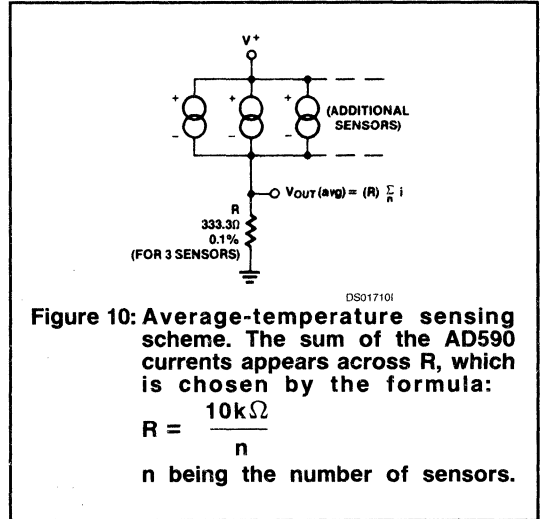 V+
+ + +
(ADDITIONAL
SENSORS)
− − −
VOUT (avg) = (R) Σ i
n
R
333.3Ω
0.1%
(FOR 3 SENSORS)
DS01710I
Figure 10: Average-temperature sensing
scheme. The sum of the AD590
currents appears across R, which
is chosen by the formula:
R = 10kΩ
n
n being the number of sensors.